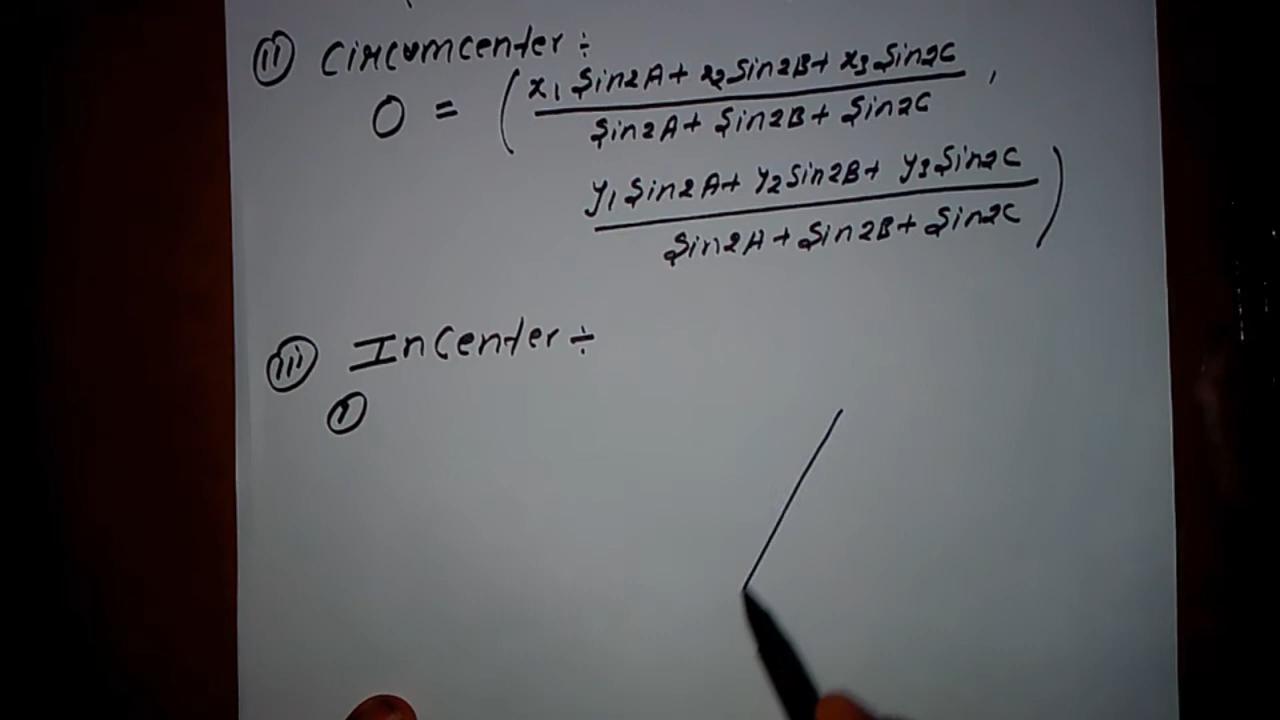 (ii) Circumcenter ÷
O = ( x₁ Sin2A + x₂ Sin2B + x₃ Sin2C ,
Sin2A + Sin2B + Sin2C
y₁ Sin2A + y₂ Sin2B + y₃ Sin2C )
Sin2A + Sin2B + Sin2C
(iii) InCenter ÷
(i)